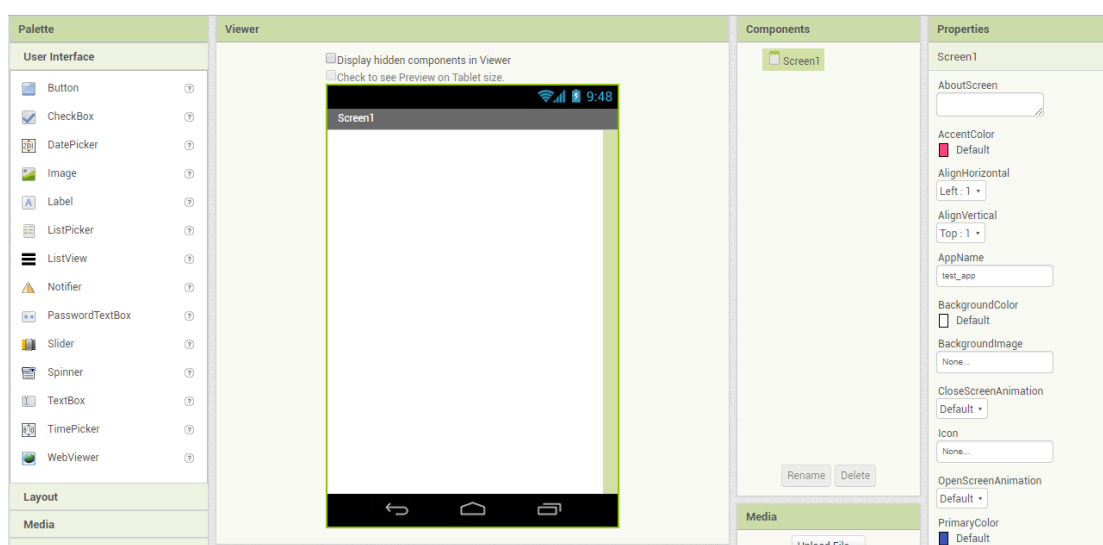 Palette
User Interface
Button
CheckBox
DatePicker
Image
Label
ListPicker
ListView
Notifier
PasswordTextBox
Slider
Spinner
TextBox
TimePicker
WebViewer
Layout
Media
Viewer
Display hidden components in Viewer
Check to see Preview on Tablet size.
9:48
Screen1
Components
Screen1
Rename Delete
Media
Upload File...
Properties
Screen1
AboutScreen
AccentColor
Default
AlignHorizontal
Left : 1
AlignVertical
Top : 1
AppName
test_app
BackgroundColor
Default
BackgroundImage
None...
CloseScreenAnimation
Default
Icon
None...
OpenScreenAnimation
Default
PrimaryColor
Default